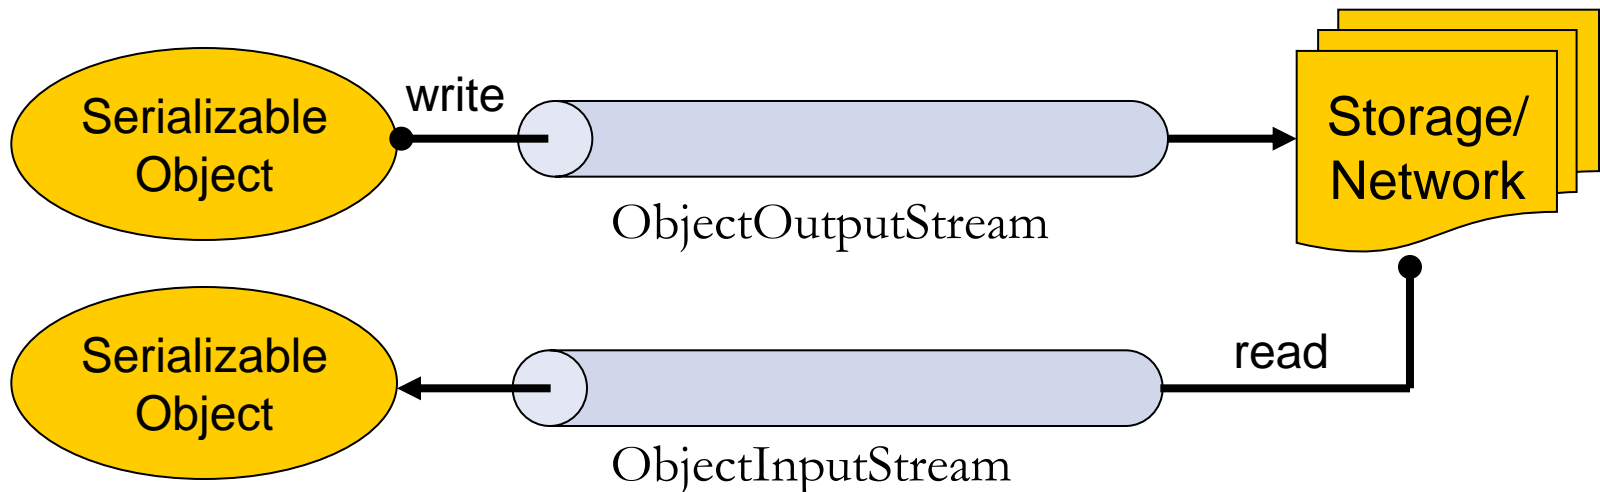 Serializable
Object
write
ObjectOutputStream
Storage/
Network
Serializable
Object
read
ObjectInputStream